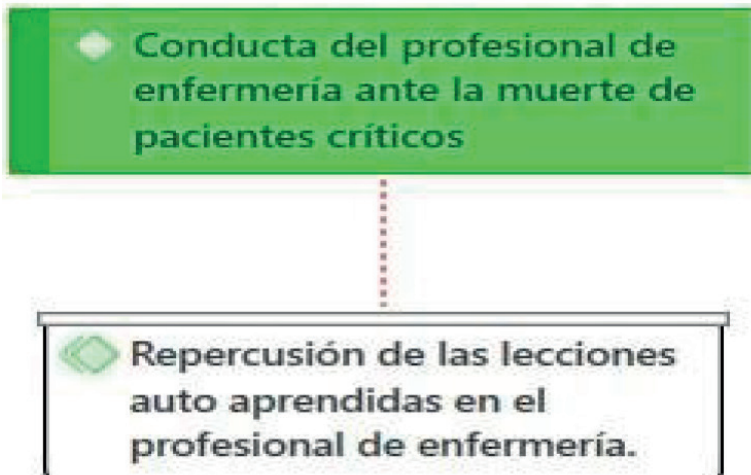 Conducta del profesional de
enfermería ante la muerte de
pacientes críticos
Repercusión de las lecciones
auto aprendidas en el
profesional de enfermería.